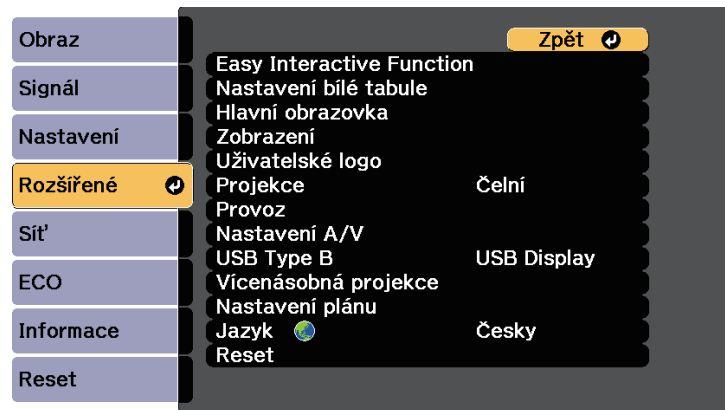 Obraz
Signál
Nastavení
Rozšířené
Síť
ECO
Informace
Reset
Zpět
Easy Interactive Function
Nastavení bílé tabule
Hlavní obrazovka
Zobrazení
Uživatelské logo
Projekce Čelní
Provoz
Nastavení A/V
USB Type B USB Display
Vícenásobná projekce
Nastavení plánu
Jazyk Česky
Reset